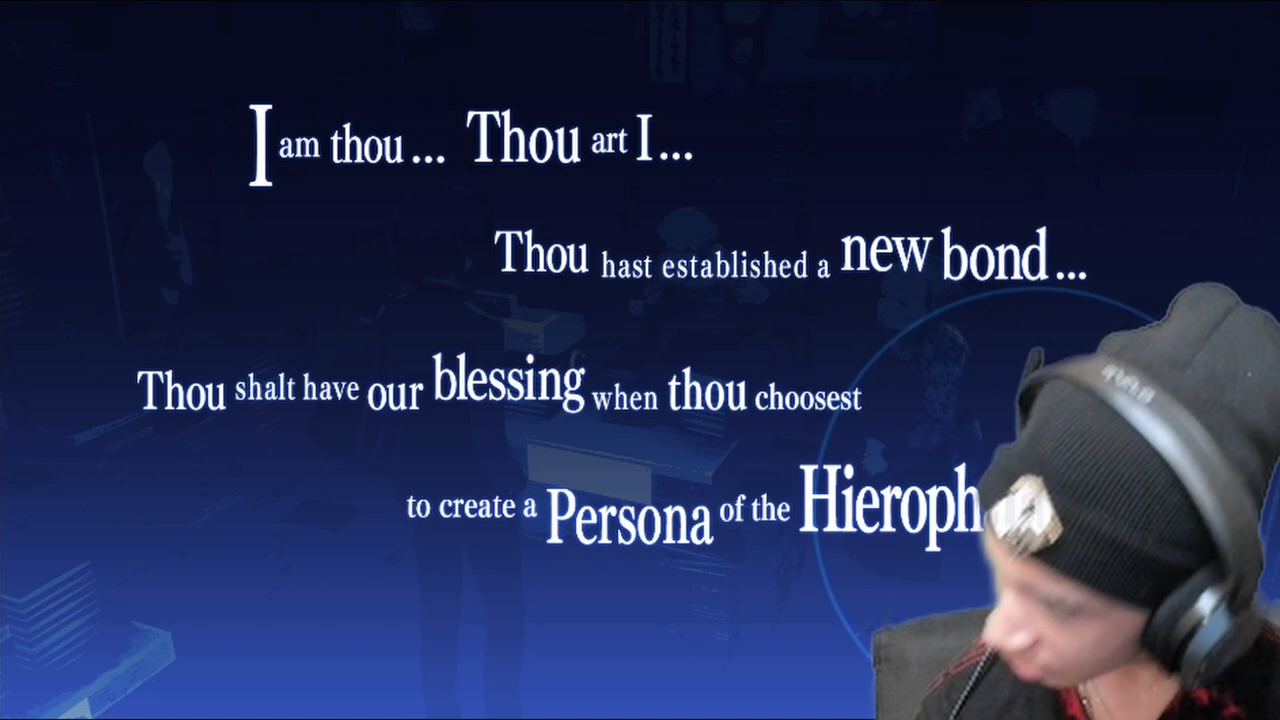 I am thou... Thou art I...
Thou hast established a new bond...
Thou shalt have our blessing when thou choosest
to create a Persona of the